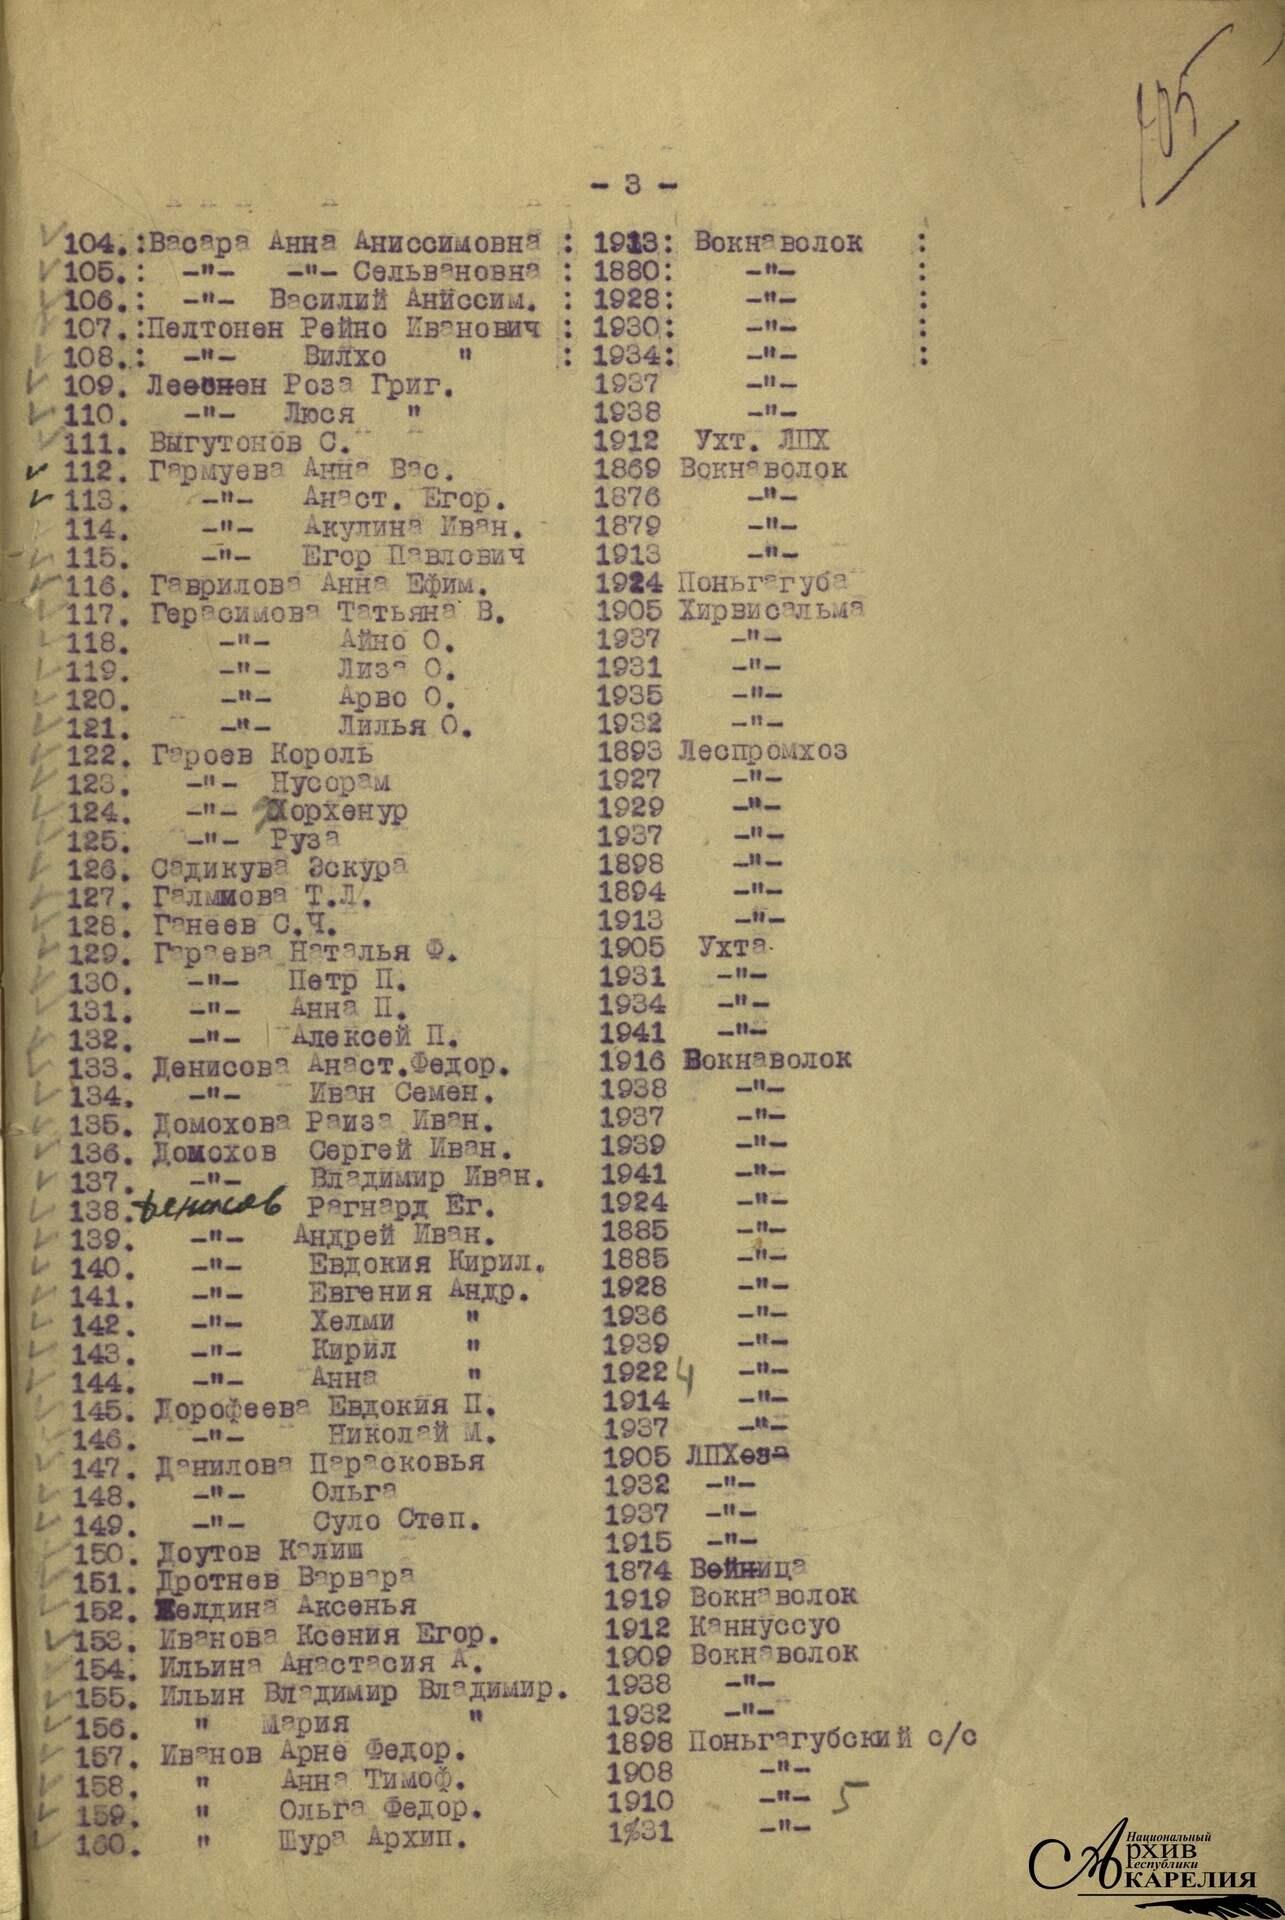 105
- 3 -
104.:Васара Анна Аниссимовна : 1913: Вокнаволок :
105.: -"- -"- Сельвановна : 1880: -"- :
106.: -"- Василий Аниссим. : 1928: -"- :
107.:Пелтонен Рейно Иванович : 1930: -"- :
108.: -"- Вилхо " : 1934: -"- :
109. Григ. Роза 1937 -"-
110. -"- Люся " 1938 -"-
111. Выгутонов С. 1912 Ухт. ЛПХ
112. Гармуева Анна Вас. 1869 Вокнаволок
113. -"- Анаст. Егор. 1876 -"-
114. -"- Акулина Иван. 1879 -"-
115. -"- Егор Павлович 1913 -"-
116. Гаврилова Анна Ефим. 1924 Поньгагуба
117. Герасимова Татьяна В. 1905 Хирвисальма
118. -"- Айно О. 1937 -"-
119. -"- Лиза О. 1931 -"-
120. -"- Арво О. 1935 -"-
121. -"- Лилья О. 1932 -"-
122. Гароев Король 1893 Леспромхоз
123. -"- Нусорам 1927 -"-
124. -"- Хорхенур 1929 -"-
125. -"- Руза 1937 -"-
126. Садикува Эскура 1898 -"-
127. Галмиова Т.Л. 1894 -"-
128. Ганеев С.Ч. 1913 -"-
129. Гараева Наталья Ф. 1905 Ухта
130. -"- Петр П. 1931 -"-
131. -"- Анна П. 1934 -"-
132. -"- Алексей П. 1941 -"-
133. Денисова Анаст.Федор. 1916 Вокнаволок
134. -"- Иван Семен. 1938 -"-
135. Домохова Раиза Иван. 1937 -"-
136. Домохов Сергей Иван. 1939 -"-
137. -"- Владимир Иван. 1941 -"-
138. Денисов Рагнард Ег. 1924 -"-
139. -"- Андрей Иван. 1885 -"-
140. -"- Евдокия Кирил. 1885 -"-
141. -"- Евгения Андр. 1928 -"-
142. -"- Хелми " 1936 -"-
143. -"- Кирил " 1939 -"-
144. -"- Анна " 1922 4 -"-
145. Дорофеева Евдокия П. 1914 -"-
146. -"- Николай М. 1937 -"-
147. Данилова Парасковья 1905 ЛПХоза
148. -"- Ольга 1932 -"-
149. -"- Суло Степ. 1937 -"-
150. Доутов Калиш 1915 -"-
151. Дротнев Варвара 1874 Войница
152. Желдина Аксенья 1919 Вокнаволок
153. Иванова Ксения Егор. 1912 Каннуссуо
154. Ильина Анастасия А. 1909 Вокнаволок
155. Ильин Владимир Владимир. 1938 -"-
156. " Мария " 1932 -"-
157. Иванов Арне Федор. 1898 Поньгагубский с/с
158. " Анна Тимоф. 1908 -"-
159. " Ольга Федор. 1910 -"- 5
160. " Шура Архип. 1931 -"-
Национальный
Архив
Республики
Карелия